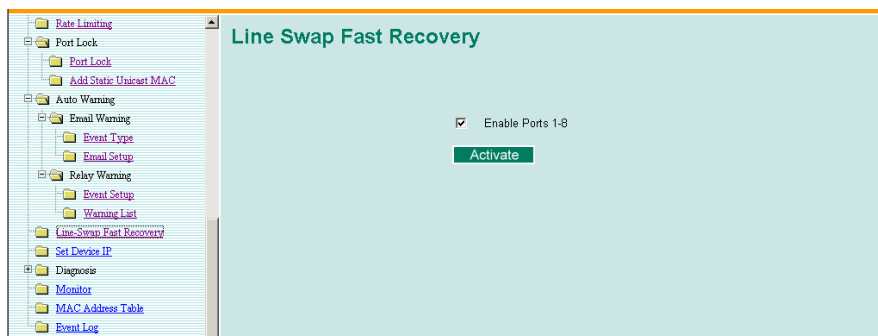 Rate Limiting
Port Lock
Port Lock
Add Static Unicast MAC
Auto Warning
Email Warning
Event Type
Email Setup
Relay Warning
Event Setup
Warning List
Line-Swap Fast Recovery
Set Device IP
Diagnosis
Monitor
MAC Address Table
Event Log
Line Swap Fast Recovery
Enable Ports 1-8
Activate